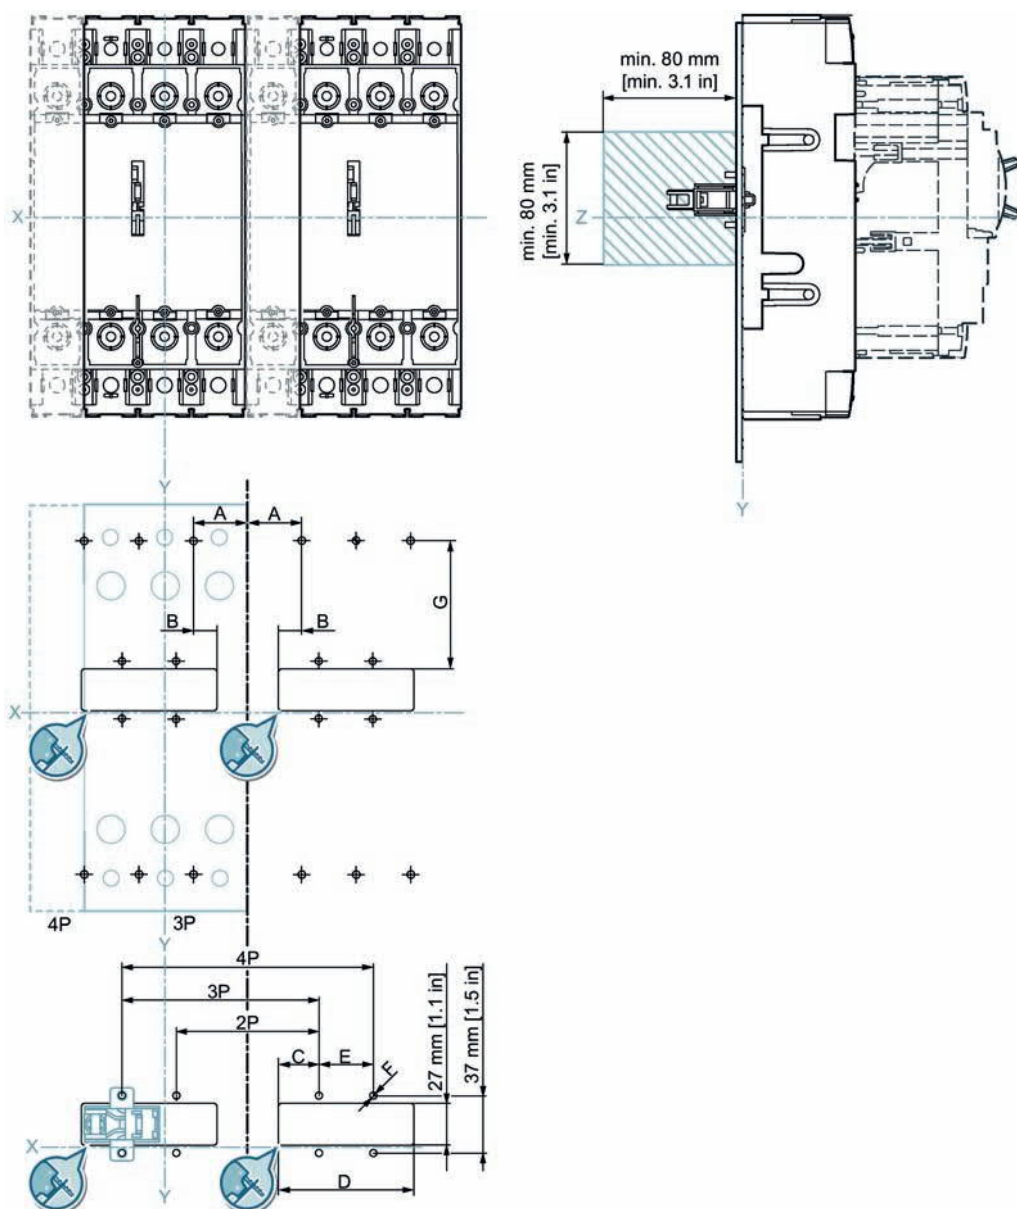 min. 80 mm
[min. 3.1 in]
min. 80 mm
[min. 3.1 in]
X
Z
Y
Y
A
A
G
B
B
X
4P
3P
Y
4P
3P
2P
C
E
F
27 mm [1.1 in]
37 mm [1.5 in]
X
D
Y